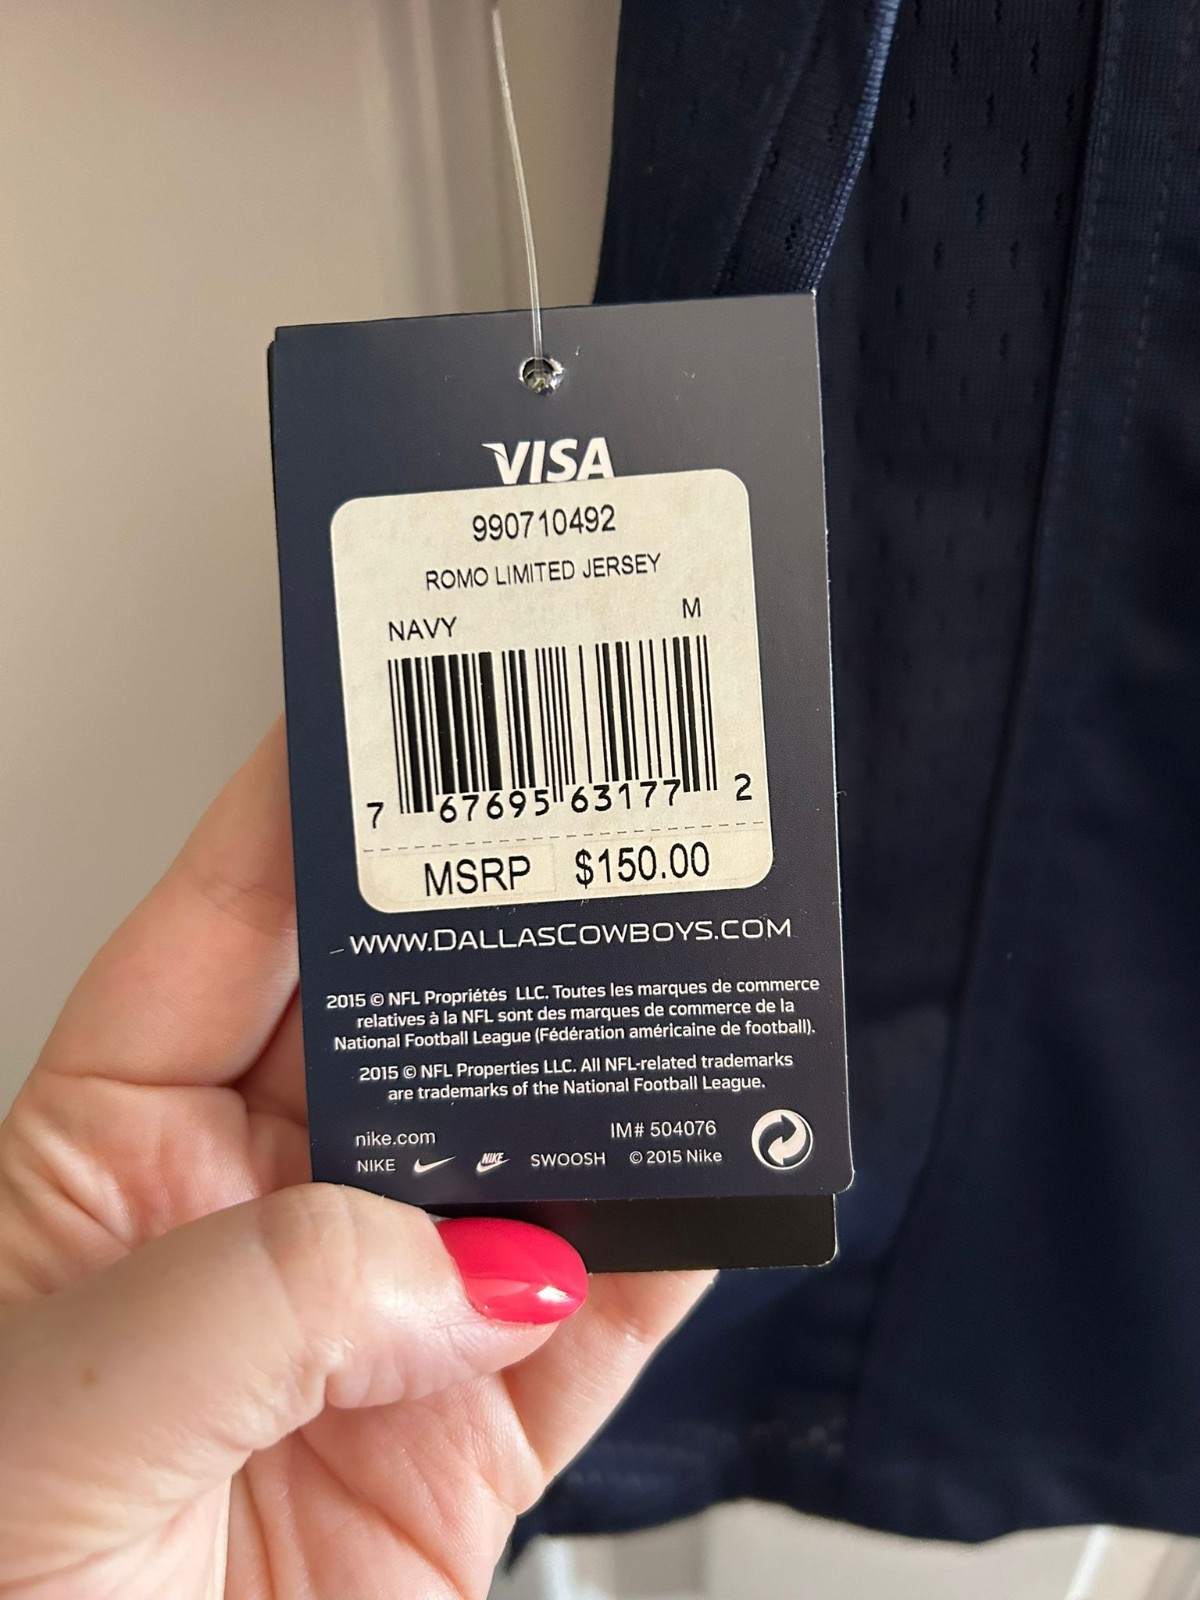 VISA
990710492
ROMO LIMITED JERSEY
NAVY M
7 67695 63177 2
MSRP $150.00
WWW.DALLASCOWBOYS.COM
2015 © NFL Propriétés LLC. Toutes les marques de commerce
relatives à la NFL sont des marques de commerce de la
National Football League (Fédération américaine de football).
2015 © NFL Properties LLC. All NFL-related trademarks
are trademarks of the National Football League.
nike.com IM# 504076
NIKE NIKE SWOOSH © 2015 Nike